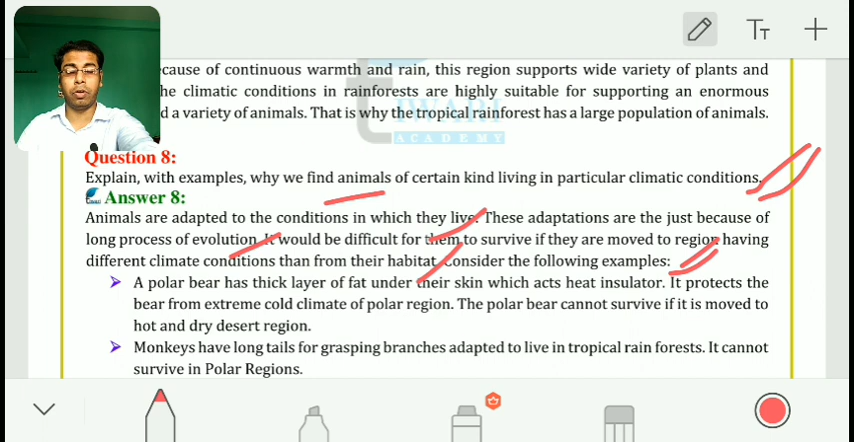 Tт
ecause of continuous warmth and rain, this region supports wide variety of plants and
he climatic conditions in rainforests are highly suitable for supporting an enormous
d a variety of animals. That is why the tropical rainforest has a large population of animals.
IWARI
ACADEMY
Question 8:
Explain, with examples, why we find animals of certain kind living in particular climatic conditions.
Answer 8:
Animals are adapted to the conditions in which they live. These adaptations are the just because of
long process of evolution. It would be difficult for them to survive if they are moved to region having
different climate conditions than from their habitat. Consider the following examples:
➤ A polar bear has thick layer of fat under their skin which acts heat insulator. It protects the
bear from extreme cold climate of polar region. The polar bear cannot survive if it is moved to
hot and dry desert region.
➤ Monkeys have long tails for grasping branches adapted to live in tropical rain forests. It cannot
survive in Polar Regions.